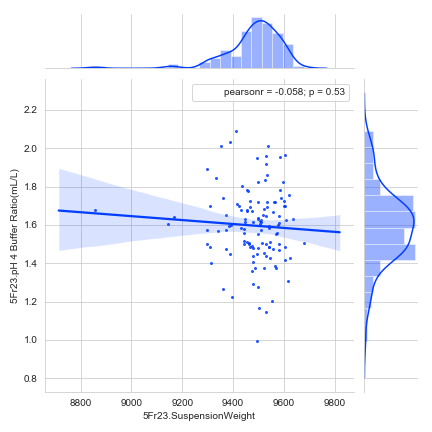 pearsonr = -0.058; p = 0.53
2.2
2.0
1.8
1.6
1.4
1.2
1.0
0.8
5Fr23.pH 4 Buffer Ratio(mL/L)
8800 9000 9200 9400 9600 9800
5Fr23.SuspensionWeight